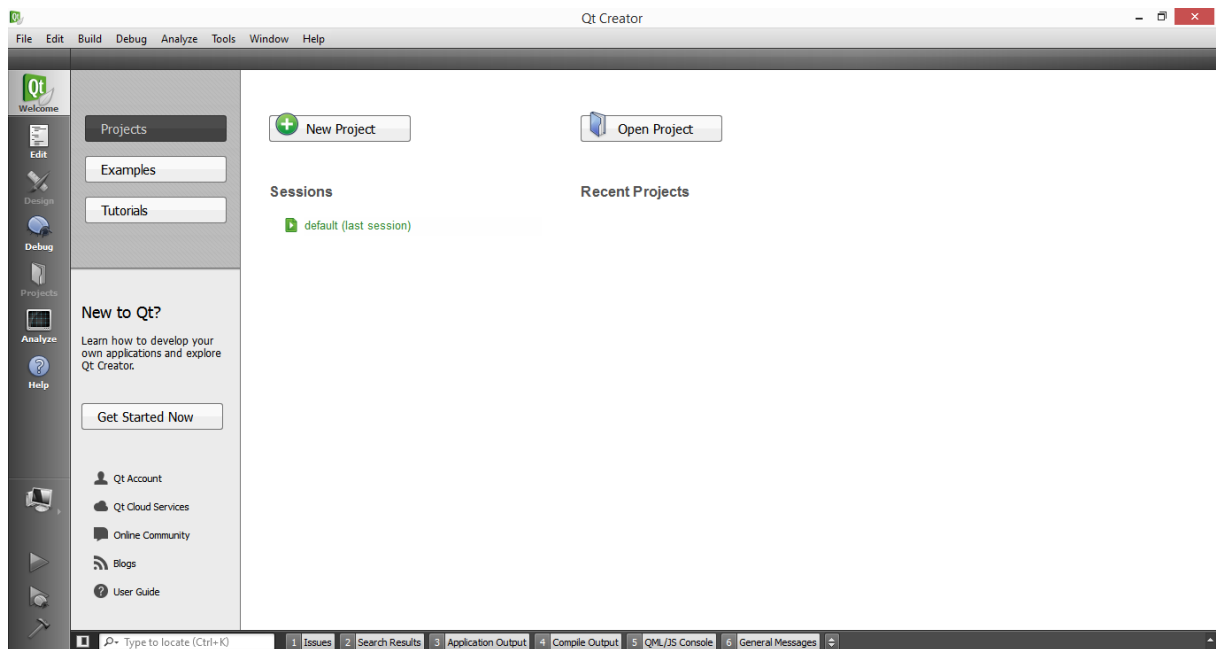 Qt Creator
File Edit Build Debug Analyze Tools Window Help
Qt
Welcome
Edit
Design
Debug
Projects
Analyze
Help
Projects
Examples
Tutorials
New to Qt?
Learn how to develop your
own applications and explore
Qt Creator.
Get Started Now
Qt Account
Qt Cloud Services
Online Community
Blogs
User Guide
New Project
Open Project
Sessions
Recent Projects
default (last session)
Type to locate (Ctrl+K)
1 Issues 2 Search Results 3 Application Output 4 Compile Output 5 QML/JS Console 6 General Messages